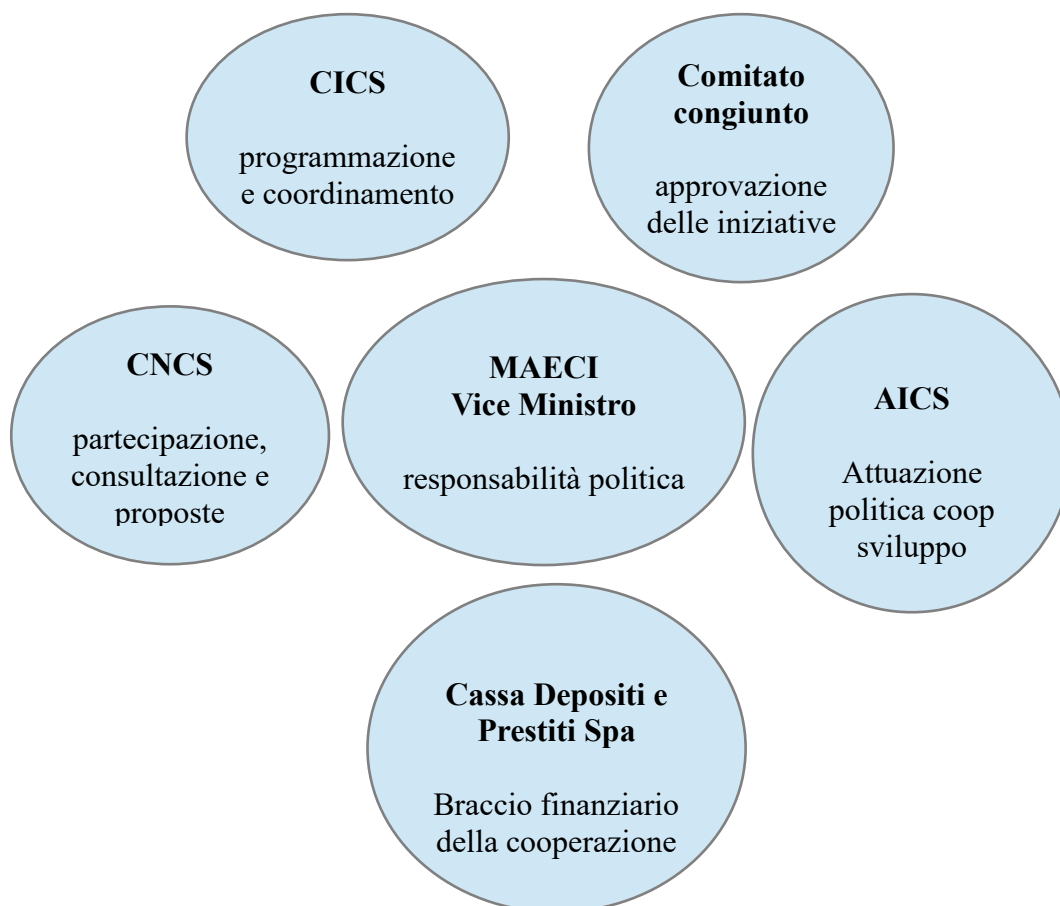 CICS
programmazione
e coordinamento
Comitato
congiunto
approvazione
delle iniziative
CNCS
partecipazione,
consultazione e
proposte
MAECI
Vice Ministro
responsabilità politica
AICS
Attuazione
politica coop
sviluppo
Cassa Depositi e
Prestiti Spa
Braccio finanziario
della cooperazione